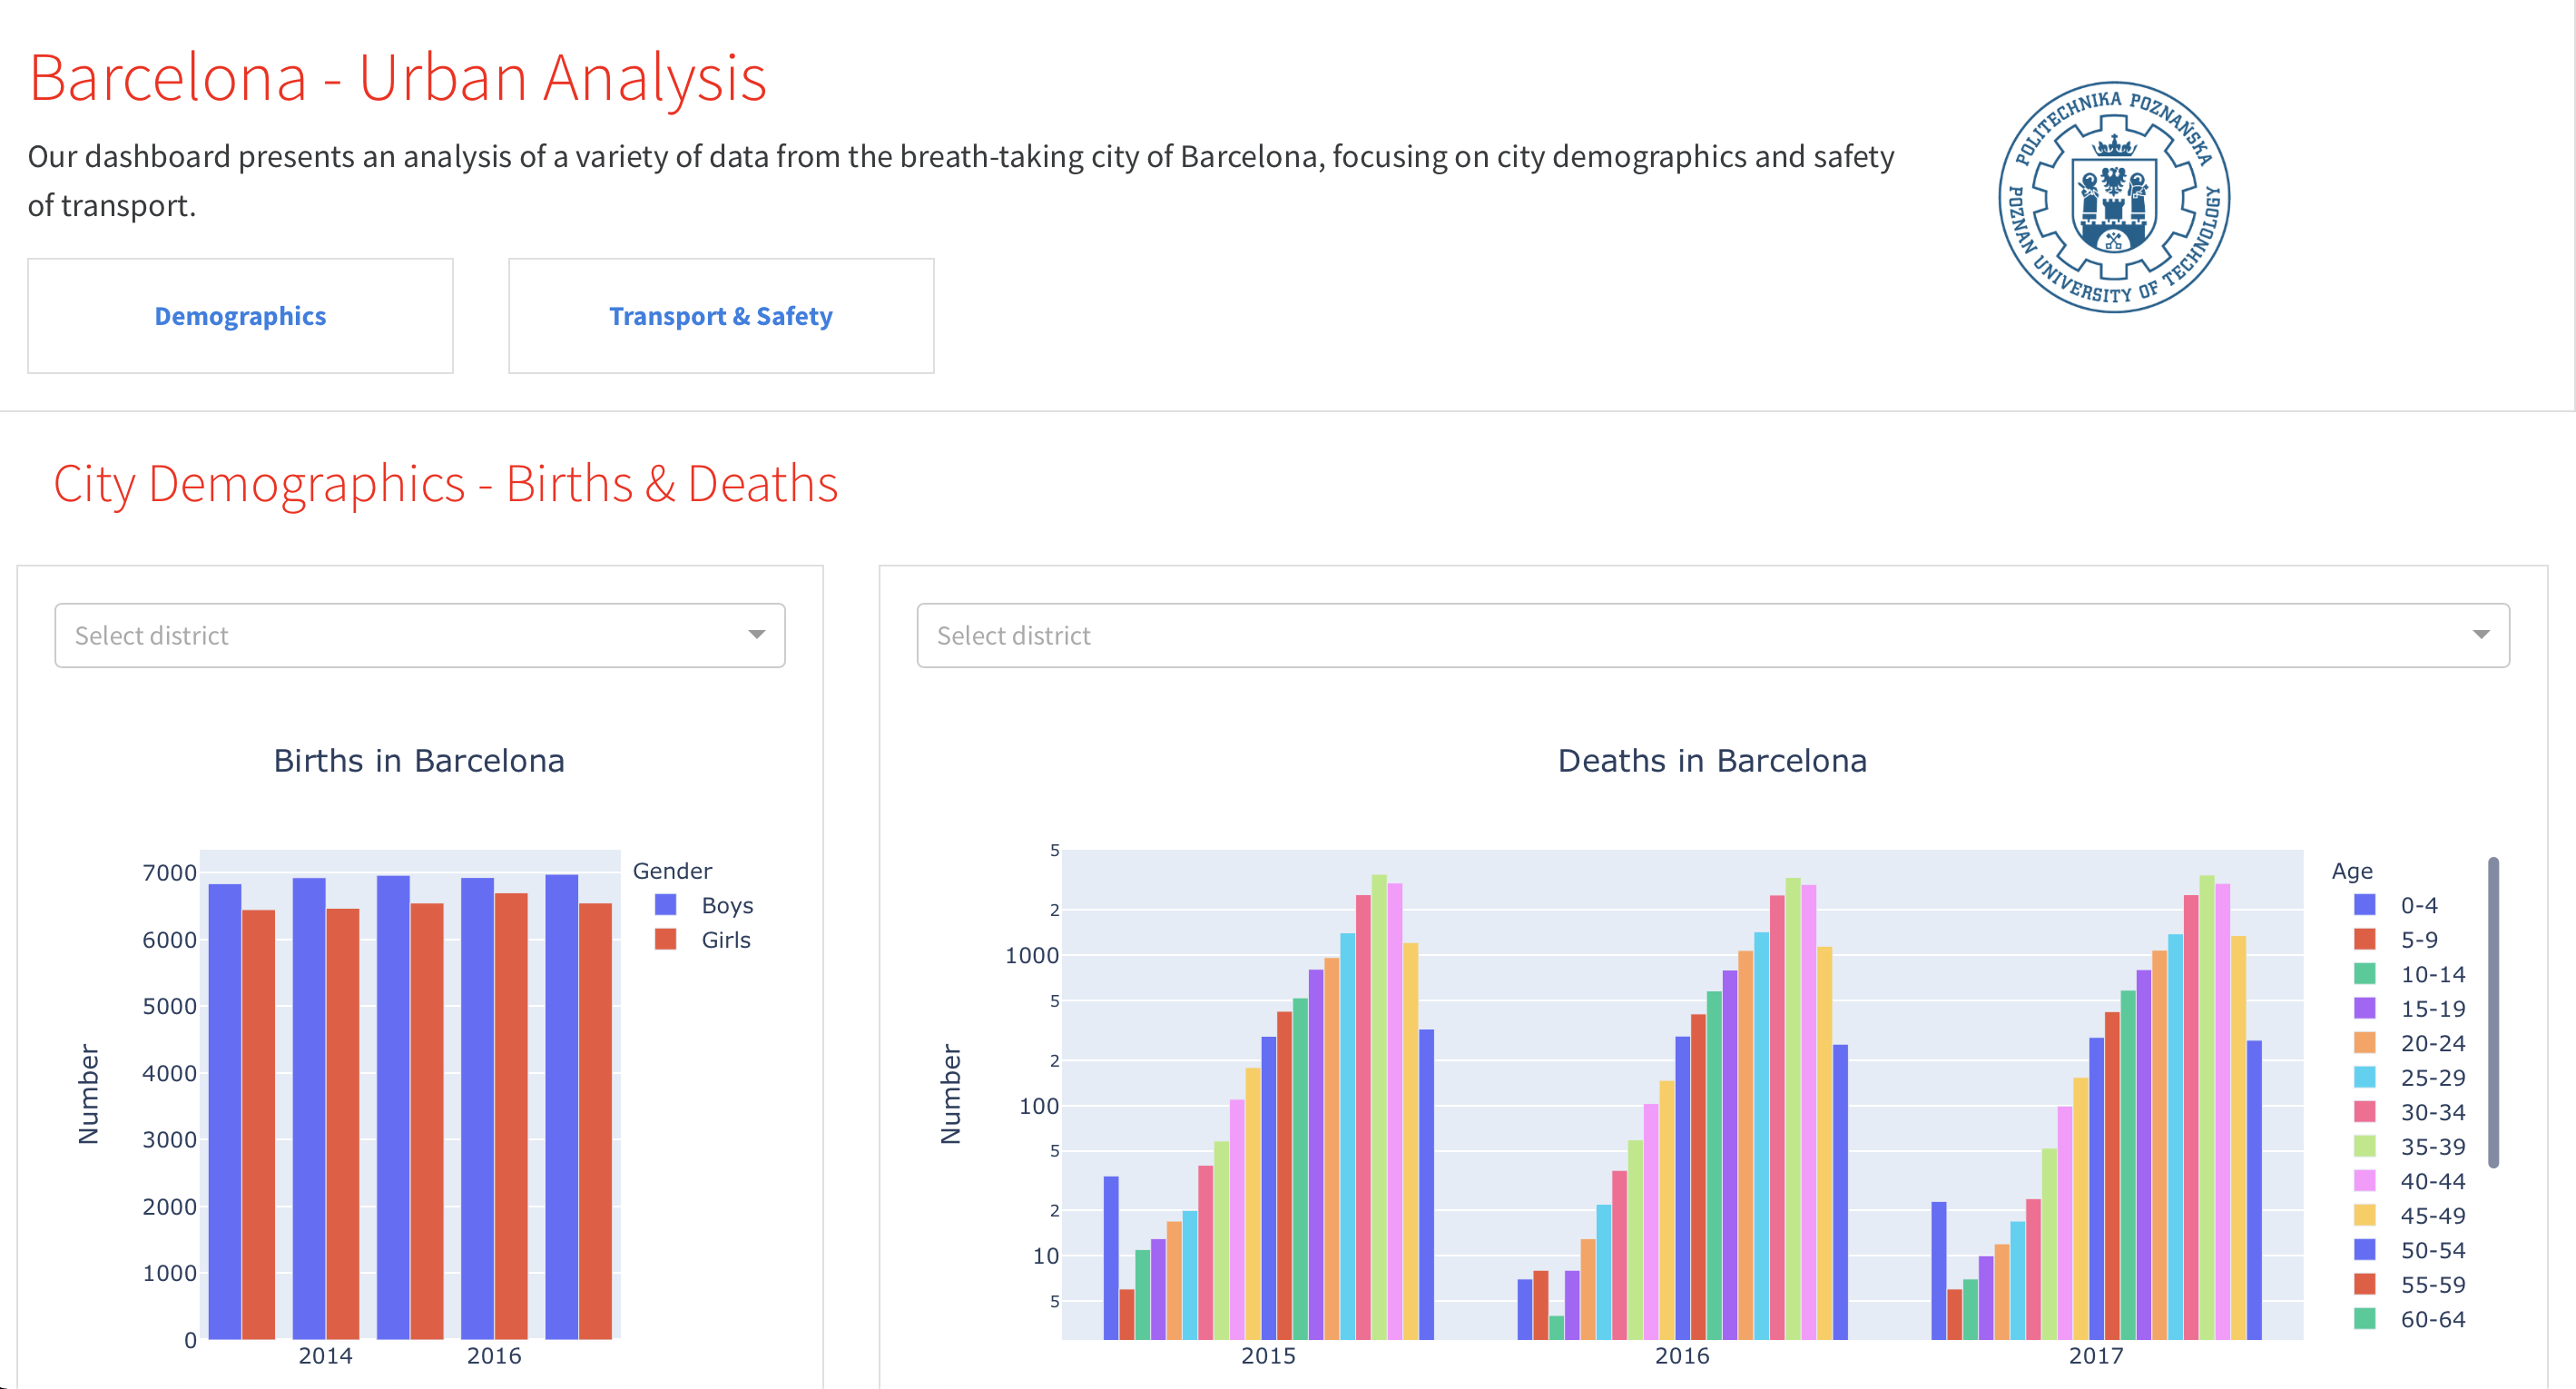 Barcelona - Urban Analysis
Our dashboard presents an analysis of a variety of data from the breath-taking city of Barcelona, focusing on city demographics and safety
of transport.
POLITECHNIKA POZNAŃSKA
POZNAN UNIVERSITY OF TECHNOLOGY
Demographics
Transport & Safety
City Demographics - Births & Deaths
Select district
Births in Barcelona
Number
7000
6000
5000
4000
3000
2000
1000
0
2014
2016
Gender
Boys
Girls
Select district
Deaths in Barcelona
Number
5
2
1000
5
2
100
5
2
10
5
2015
2016
2017
Age
0-4
5-9
10-14
15-19
20-24
25-29
30-34
35-39
40-44
45-49
50-54
55-59
60-64